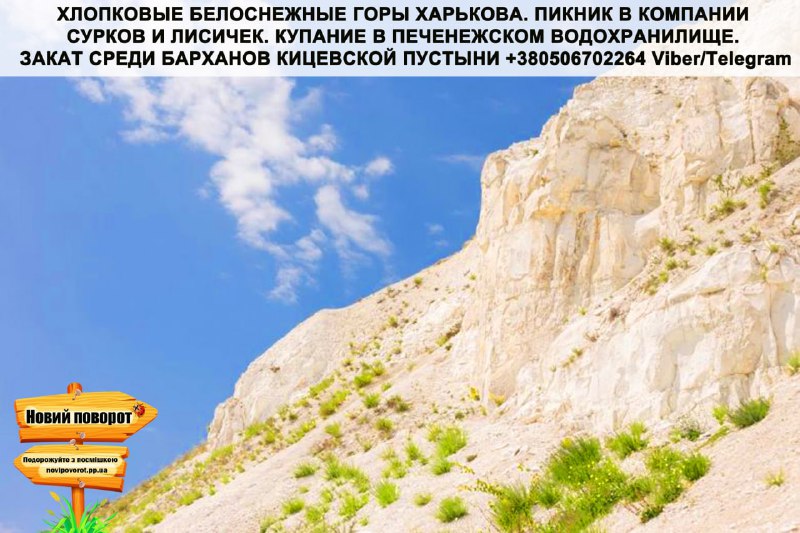 ХЛОПКОВЫЕ БЕЛОСНЕЖНЫЕ ГОРЫ ХАРЬКОВА. ПИКНИК В КОМПАНИИ
СУРКОВ И ЛИСИЧЕК. КУПАНИЕ В ПЕЧЕНЕЖСКОМ ВОДОХРАНИЛИЩЕ.
ЗАКАТ СРЕДИ БАРХАНОВ КИЦЕВСКОЙ ПУСТЫНИ +380506702264 Viber/Telegram
Новий поворот
Подорожуйте з посмішкою
novipovorot.pp.ua